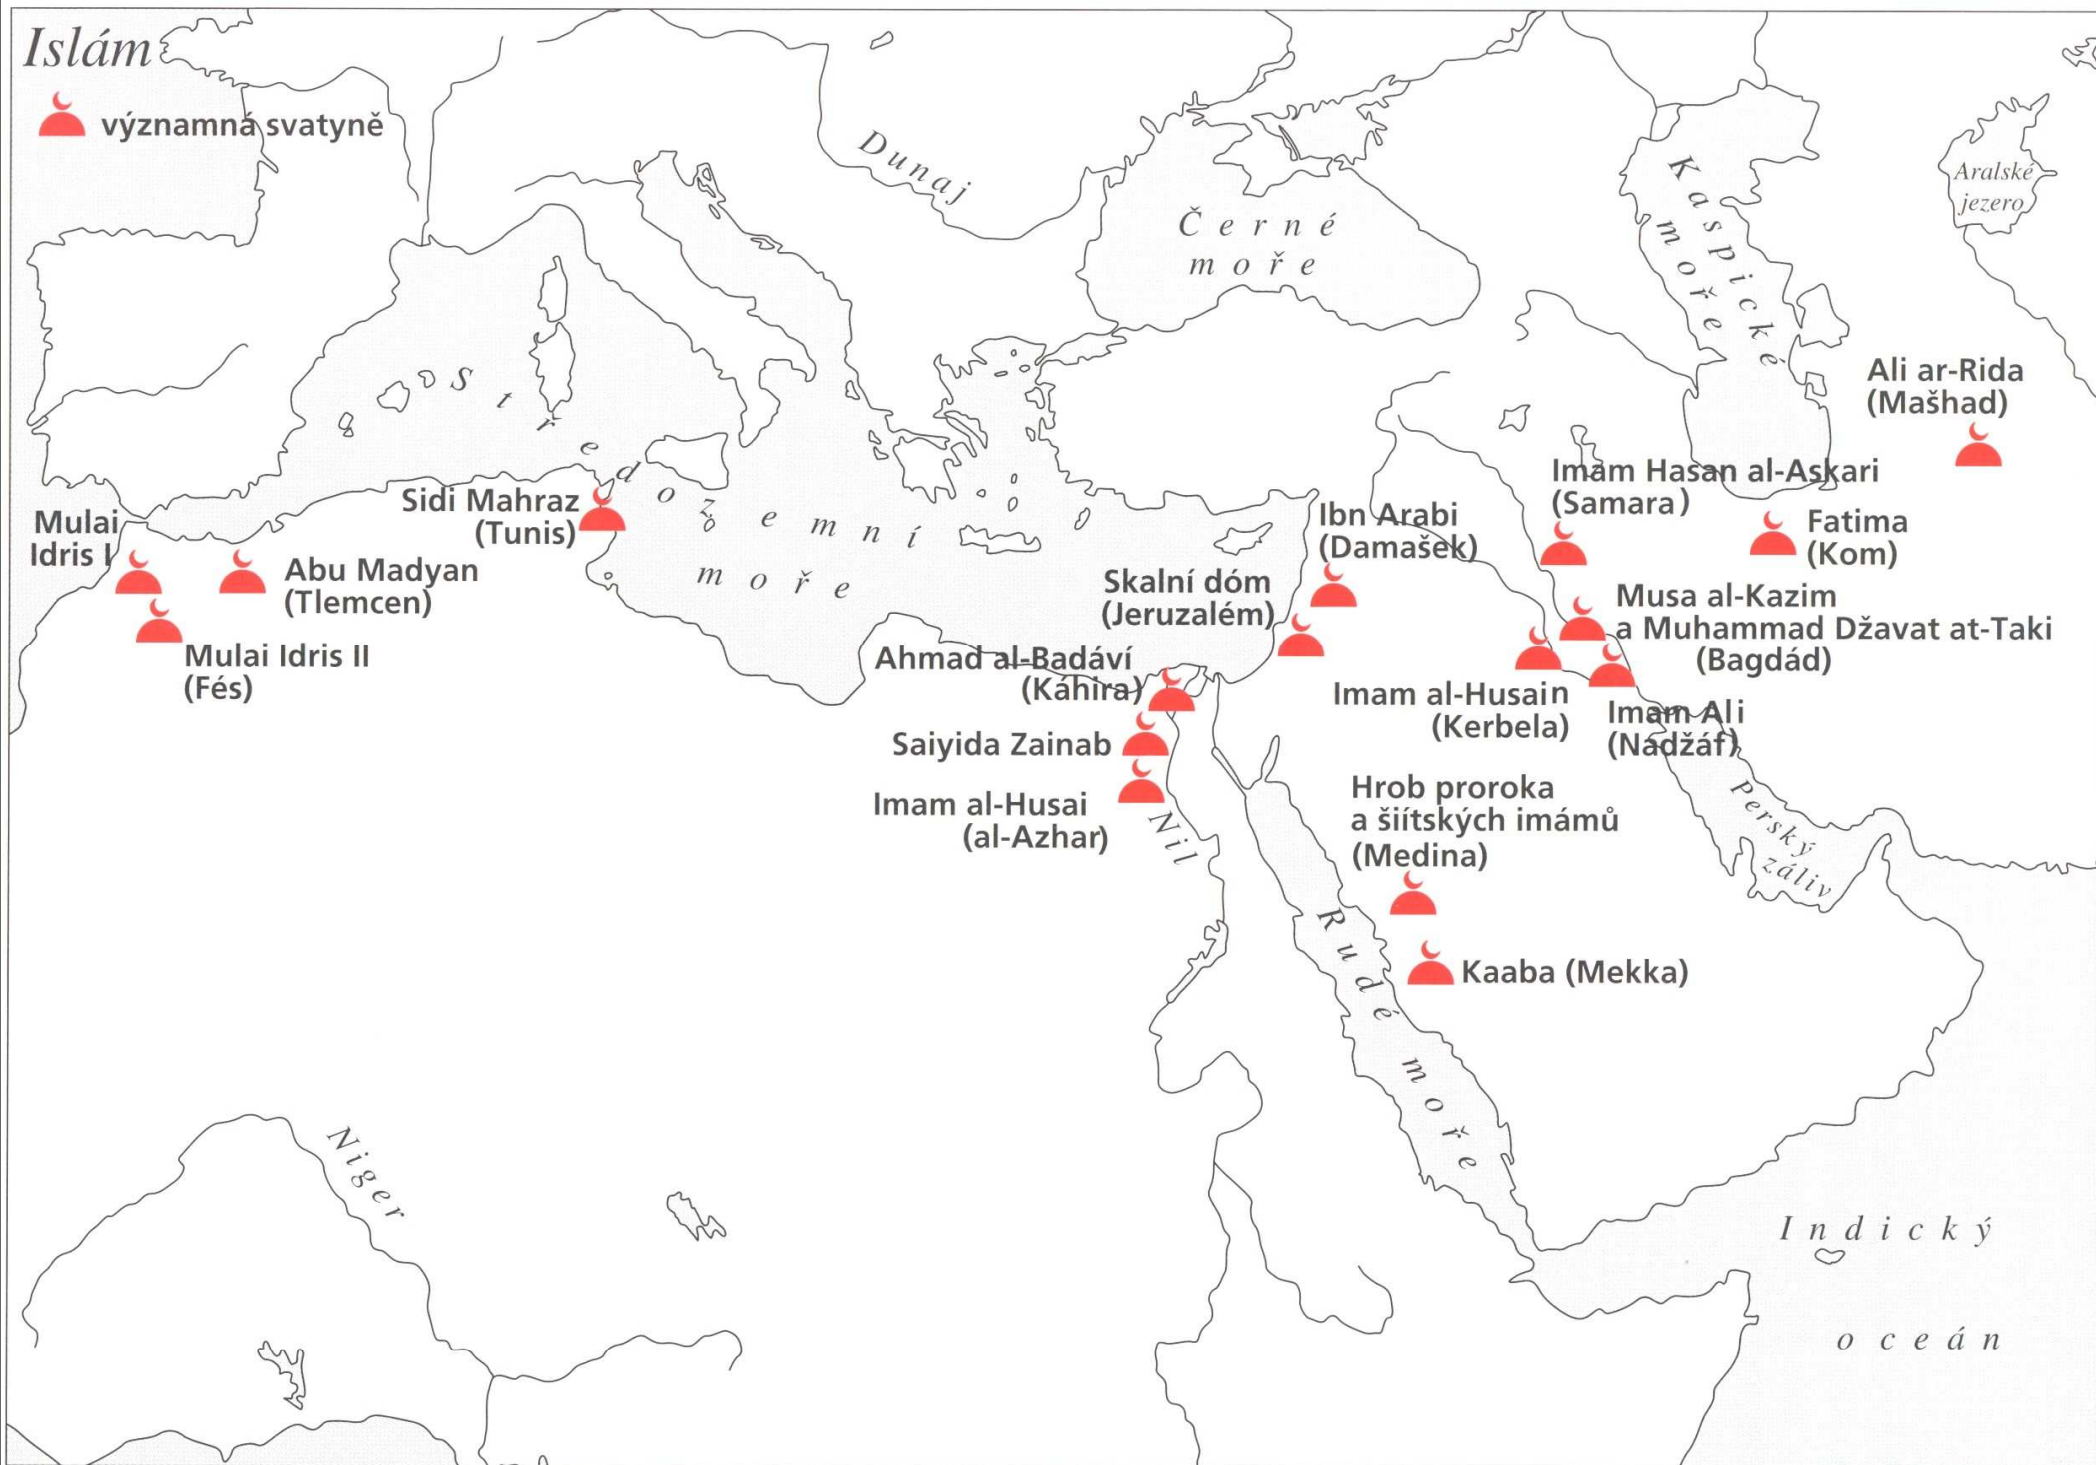 Islám
významná svatyně
Dunaj
Černé
moře
Kaspické
moře
Aralské
jezero
Středozemní
moře
Ali ar-Rida
(Mašhad)
Imam Hasan al-Askari
(Samara)
Fatima
(Kom)
Sidi Mahraz
(Tunis)
Mulai
Idris I
Abu Madyan
(Tlemcen)
Mulai Idris II
(Fés)
Ibn Arabi
(Damašek)
Skalní dóm
(Jeruzalém)
Musa al-Kazim
a Muhammad Džavat at-Taki
(Bagdád)
Ahmad al-Badáví
(Káhira)
Imam al-Husain
(Kerbela)
Imam Ali
(Nadžáf)
Saiyida Zainab
Imam al-Husai
(al-Azhar)
Nil
Hrob proroka
a šiítských imámů
(Medina)
Perský
záliv
Kaaba (Mekka)
Rudé moře
Niger
Indický
oceán